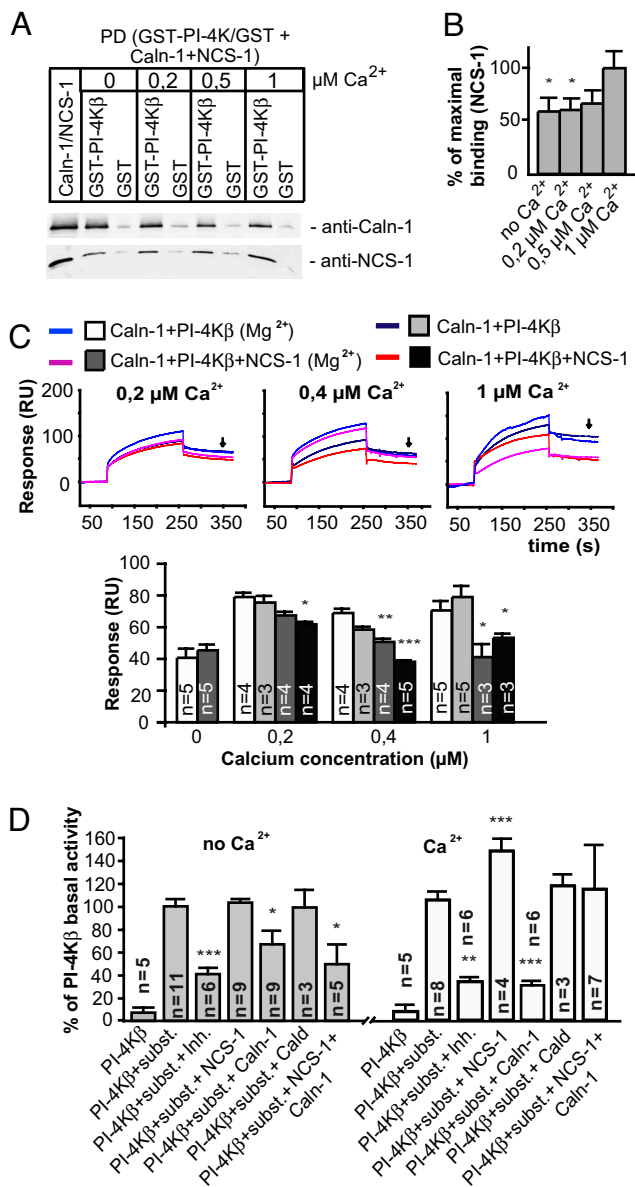 A
PD (GST-PI-4K/GST +
Caln-1+NCS-1)
0 0,2 0,5 1 µM Ca2+
Caln-1/NCS-1
GST-PI-4Kβ
GST
GST-PI-4Kβ
GST
GST-PI-4Kβ
GST
GST-PI-4Kβ
GST
- anti-Caln-1
- anti-NCS-1
B
% of maximal
binding (NCS-1)
100
50
0
* *
no Ca2+
0,2 µM Ca2+
0,5 µM Ca2+
1 µM Ca2+
C
Caln-1+PI-4Kβ (Mg2+)
Caln-1+PI-4Kβ
Caln-1+PI-4Kβ+NCS-1 (Mg2+)
Caln-1+PI-4Kβ+NCS-1
0,2 µM Ca2+
0,4 µM Ca2+
1 µM Ca2+
Response (RU)
200
100
0
50 150 250 350
50 150 250 350
50 150 250 350
time (s)
Response (RU)
100
80
60
40
0
* ** *** * *
n=5 n=5
n=4 n=3 n=4 n=4
n=4 n=3 n=4 n=5
n=5 n=5 n=3 n=3
0 0,2 0,4 1
Calcium concentration (µM)
D
% of PI-4Kβ basal activity
160
140
120
100
80
60
40
20
0
no Ca2+
Ca2+
*** * *
** *** ***
n=5 n=11 n=6 n=9 n=9 n=3 n=5
n=5 n=8 n=6 n=4 n=6 n=3 n=7
PI-4Kβ
PI-4Kβ+subst.
PI-4Kβ+subst.+Inh.
PI-4Kβ+subst.+ NCS-1
PI-4Kβ+subst.+ Caln-1
PI-4Kβ+subst.+ Cald
PI-4Kβ+subst.+ NCS-1+
Caln-1
PI-4Kβ
PI-4Kβ+subst.
PI-4Kβ+subst.+ Inh.
PI-4Kβ+subst.+ NCS-1
PI-4Kβ+subst.+ Caln-1
PI-4Kβ+subst.+ Cald
PI-4Kβ+subst.+ NCS-1+
Caln-1